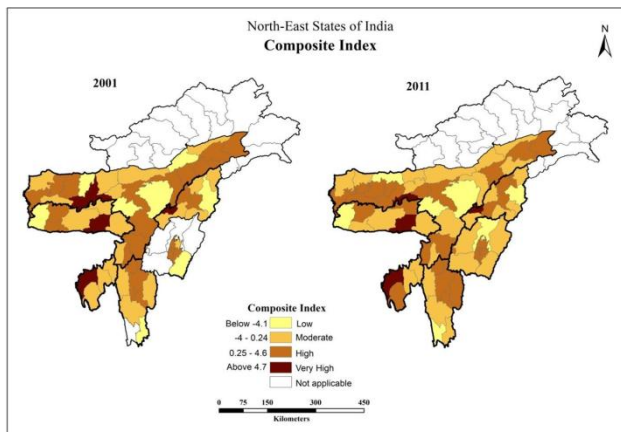 North-East States of India
Composite Index
N
2001
2011
Composite Index
Below -4.1 Low
-4 - 0.24 Moderate
0.25 - 4.6 High
Above 4.7 Very High
Not applicable
0 75 150 300 450
Kilometers